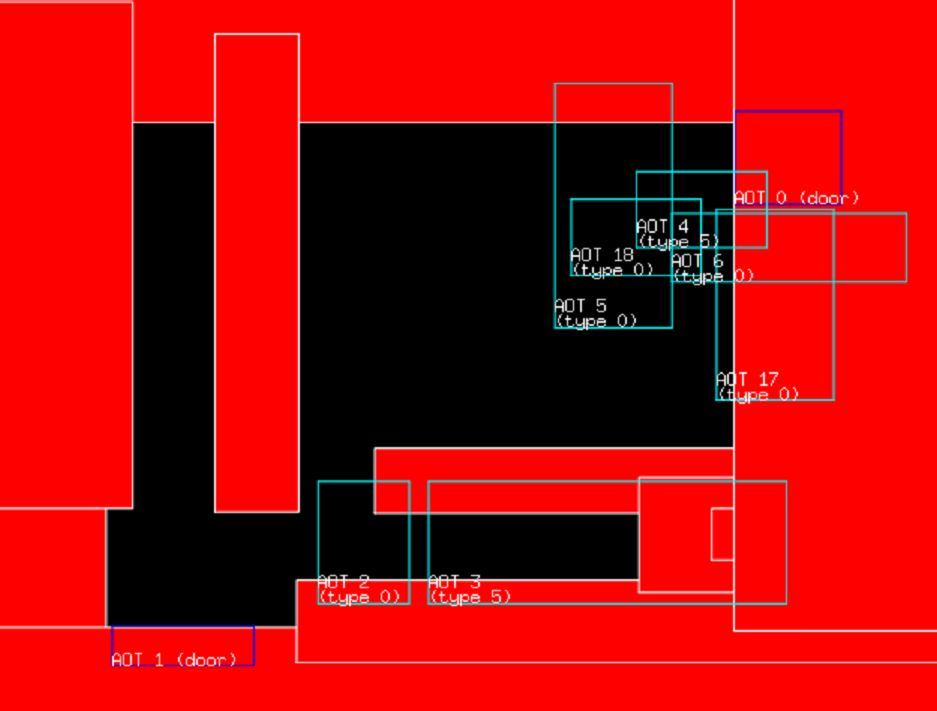 AOT 0 (door)
AOT 4
(type 5)
AOT 18
(type 0)
AOT 6
(type 0)
AOT 5
(type 0)
AOT 17
(type 0)
AOT 2
(type 0)
AOT 3
(type 5)
AOT 1 (door)